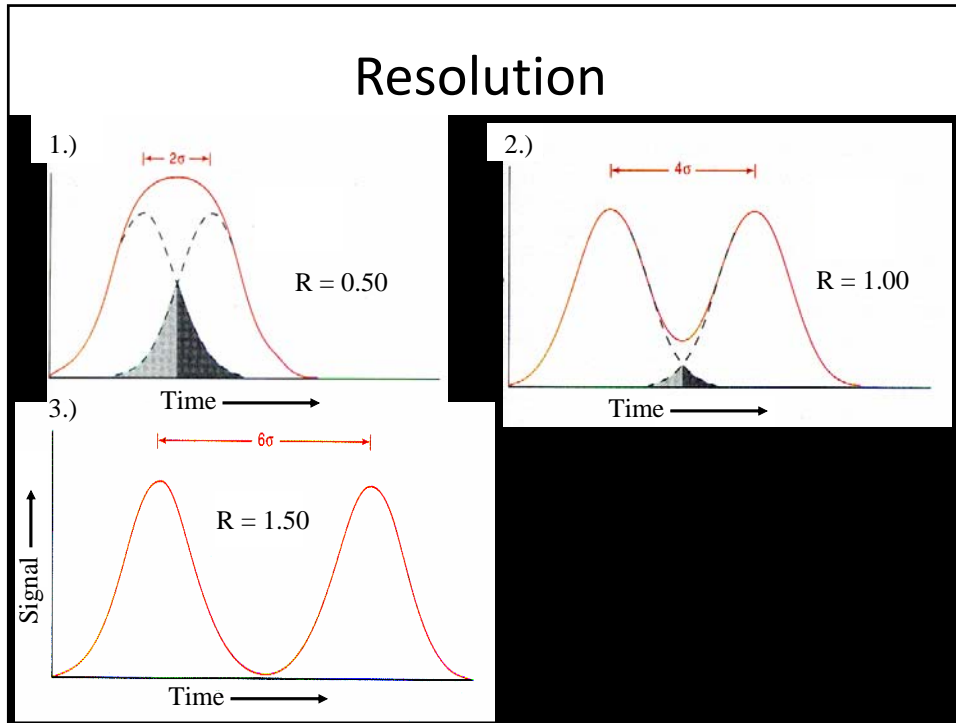 Resolution
1.)
2σ
R = 0.50
Time
2.)
4σ
R = 1.00
Time
3.)
6σ
R = 1.50
Signal
Time